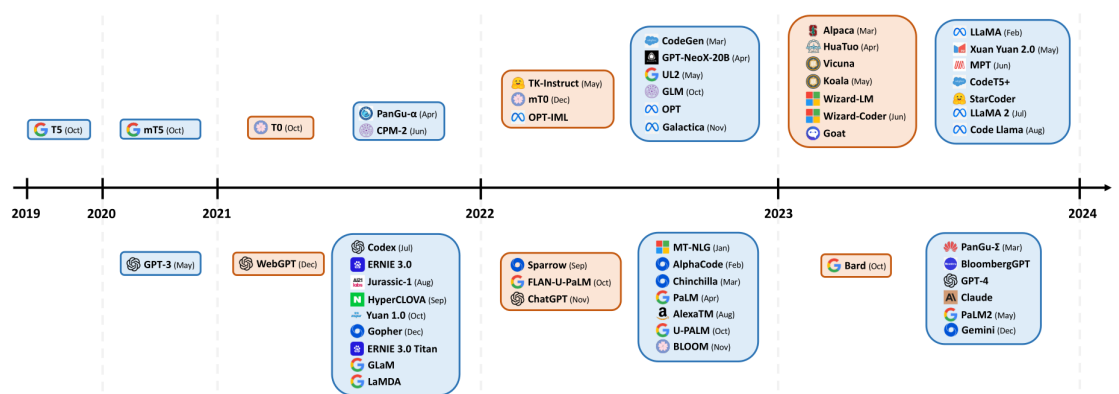 T5 (Oct)
mT5 (Oct)
T0 (Oct)
PanGu-α (Apr)
CPM-2 (Jun)
TK-Instruct (May)
mT0 (Dec)
OPT-IML
CodeGen (Mar)
GPT-NeoX-20B (Apr)
UL2 (May)
GLM (Oct)
OPT
Galactica (Nov)
Alpaca (Mar)
HuaTuo (Apr)
Vicuna
Koala (May)
Wizard-LM
Wizard-Coder (Jun)
Goat
LLaMA (Feb)
Xuan Yuan 2.0 (May)
MPT (Jun)
CodeT5+
StarCoder
LLaMA 2 (Jul)
Code Llama (Aug)
2019 2020 2021 2022 2023 2024
GPT-3 (May)
WebGPT (Dec)
Codex (Jul)
ERNIE 3.0
AI21 labs Jurassic-1 (Aug)
HyperCLOVA (Sep)
Yuan 1.0 (Oct)
Gopher (Dec)
ERNIE 3.0 Titan
GLaM
LaMDA
Sparrow (Sep)
FLAN-U-PaLM (Oct)
ChatGPT (Nov)
MT-NLG (Jan)
AlphaCode (Feb)
Chinchilla (Mar)
PaLM (Apr)
AlexaTM (Aug)
U-PALM (Oct)
BLOOM (Nov)
Bard (Oct)
PanGu-Σ (Mar)
BloombergGPT
GPT-4
Claude
PaLM2 (May)
Gemini (Dec)